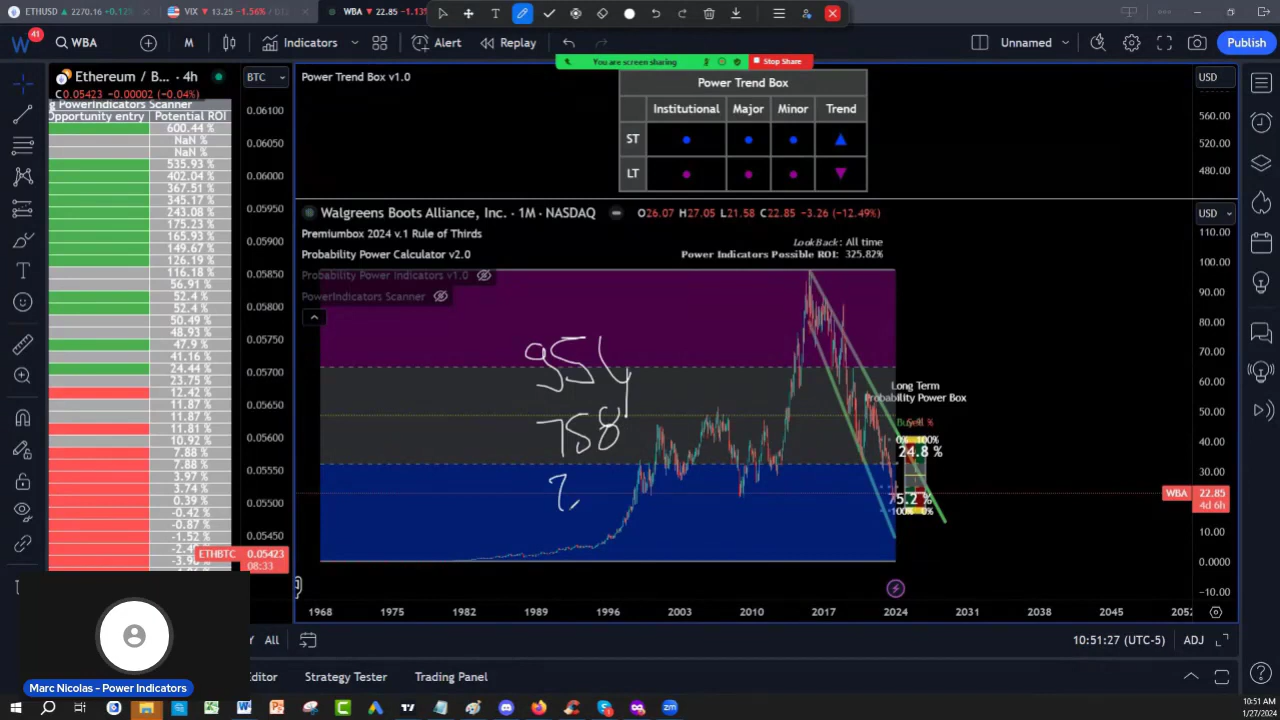 ETHUSD ▲ 2270.16 +0.12%
VIX ▼ 13.25 −1.56%
WBA ▼ 22.85 −1.13%
41
WBA
M
Indicators
Alert
Replay
Unnamed
Publish
You are screen sharing
Stop Share
Ethereum / B... · 4h
BTC
0.05423 −0.00002 (−0.04%)
PowerIndicators Scanner
Opportunity entry Potential ROI
600.44 %
NaN %
NaN %
535.93 %
402.04 %
367.51 %
345.17 %
243.08 %
175.23 %
165.93 %
149.67 %
126.19 %
116.18 %
56.91 %
52.4 %
52.4 %
50.49 %
48.93 %
47.9 %
41.16 %
24.44 %
23.75 %
12.42 %
11.87 %
11.87 %
11.81 %
10.92 %
7.88 %
7.88 %
3.97 %
3.74 %
0.39 %
-0.42 %
-0.87 %
-1.52 %
0.06100
0.06050
0.06000
0.05950
0.05900
0.05850
0.05800
0.05750
0.05700
0.05650
0.05600
0.05550
0.05500
0.05450
ETHBTC 0.05423
08:33
Power Trend Box v1.0
Power Trend Box
Institutional Major Minor Trend
ST
LT
USD
560.00
520.00
480.00
Walgreens Boots Alliance, Inc. · 1M · NASDAQ
O26.07 H27.05 L21.58 C22.85 −3.26 (−12.49%)
USD
Premiumbox 2024 v.1 Rule of Thirds
Probability Power Calculator v2.0
Probability Power Indicators v1.0
PowerIndicators Scanner
LookBack: All time
Power Indicators Possible ROI: 325.82%
954
758
Long Term
Probability Power Box
0% 100%
24.8 %
75.2 %
100% 0%
110.00
100.00
90.00
80.00
70.00
60.00
50.00
40.00
30.00
WBA 22.85
4d 6h
10.00
0.0000
−10.00
1968 1975 1982 1989 1996 2003 2010 2017 2024 2031 2038 2045 2052
All
10:51:27 (UTC-5)
ADJ
Strategy Tester
Trading Panel
Marc Nicolas - Power Indicators
10:51 AM
1/27/2024